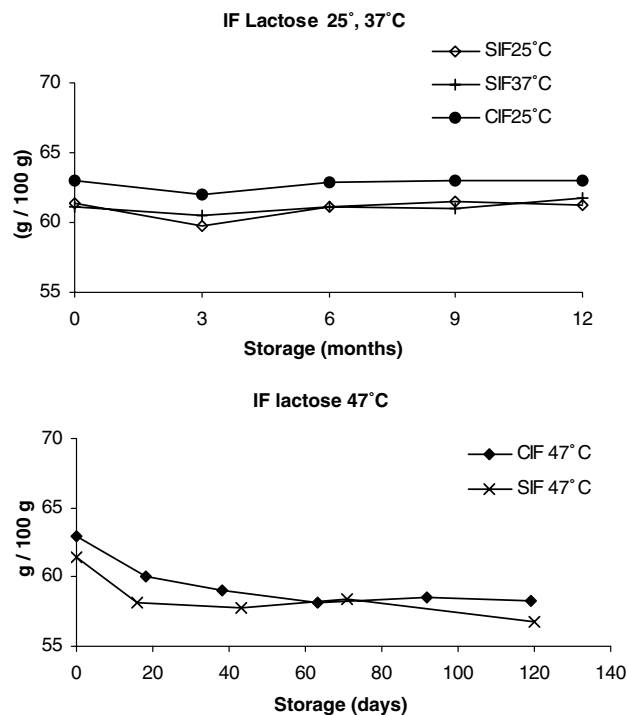 IF Lactose 25˚, 37˚C
SIF25˚C
SIF37˚C
CIF25˚C
70
65
60
55
(g / 100 g)
0 3 6 9 12
Storage (months)
IF lactose 47˚C
CIF 47˚C
SIF 47˚C
70
65
60
55
g / 100 g
0 20 40 60 80 100 120 140
Storage (days)